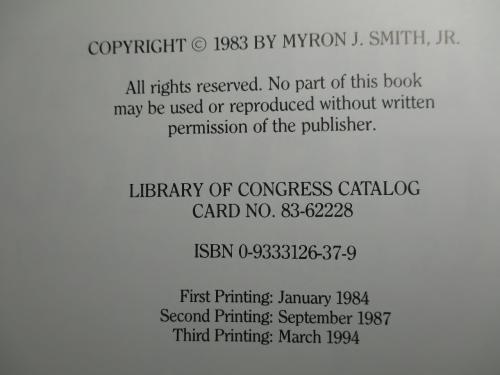 COPYRIGHT © 1983 BY MYRON J. SMITH, JR.
All rights reserved. No part of this book
may be used or reproduced without written
permission of the publisher.
LIBRARY OF CONGRESS CATALOG
CARD NO. 83-62228
ISBN 0-9333126-37-9
First Printing: January 1984
Second Printing: September 1987
Third Printing: March 1994